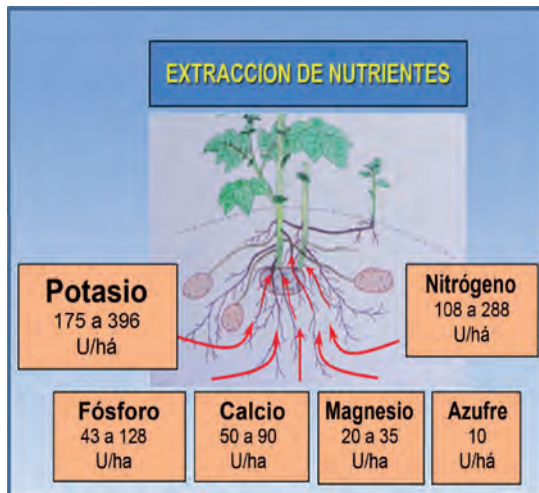 EXTRACCION DE NUTRIENTES
Potasio
175 a 396
U/há
Nitrógeno
108 a 288
U/há
Fósforo
43 a 128
U/ha
Calcio
50 a 90
U/ha
Magnesio
20 a 35
U/ha
Azufre
10
U/há